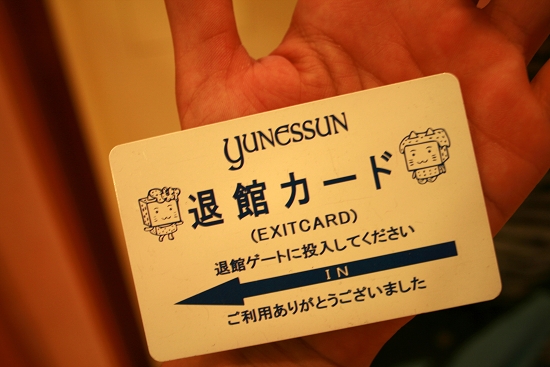 YUNESSUN
退館カード
(EXITCARD)
退館ゲートに投入してください
IN
ご利用ありがとうございました